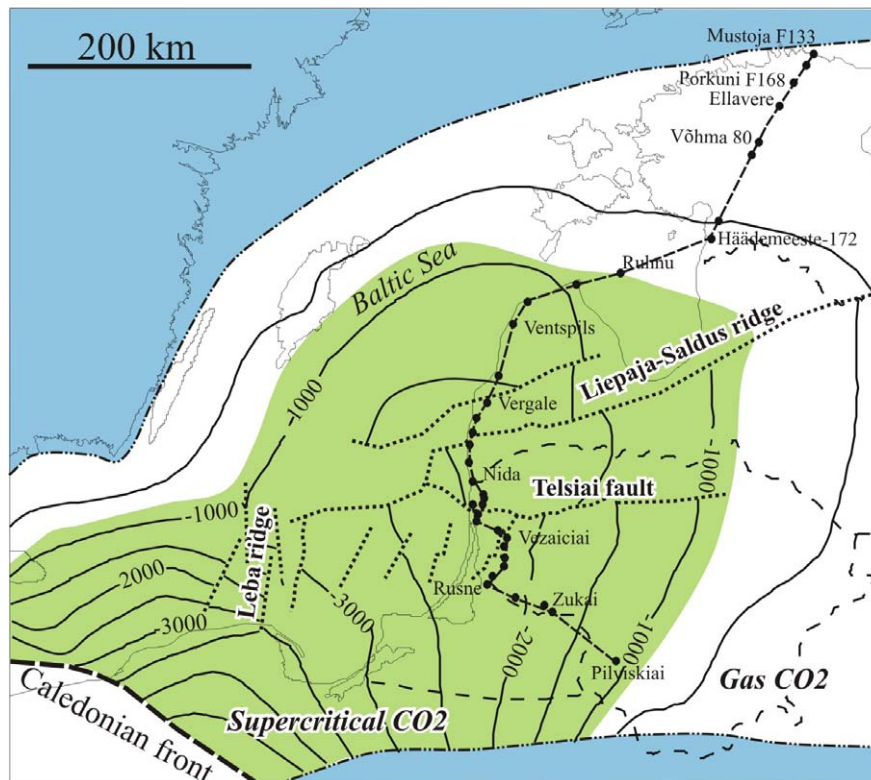 200 km
Mustoja F133
Porkuni F168
Ellavere
Võhma 80
Häädemeeste-172
Ruhnu
Baltic Sea
Ventspils
Liepaja-Saldus ridge
-1000
Vergale
-1000
Nida
Telsiai fault
-1000
Vezaiciai
Leba ridge
2000
-3000
Rusne
Zukai
-3000
-2000
-1000
Pilviskiai
Gas CO2
Supercritical CO2
Caledonian front